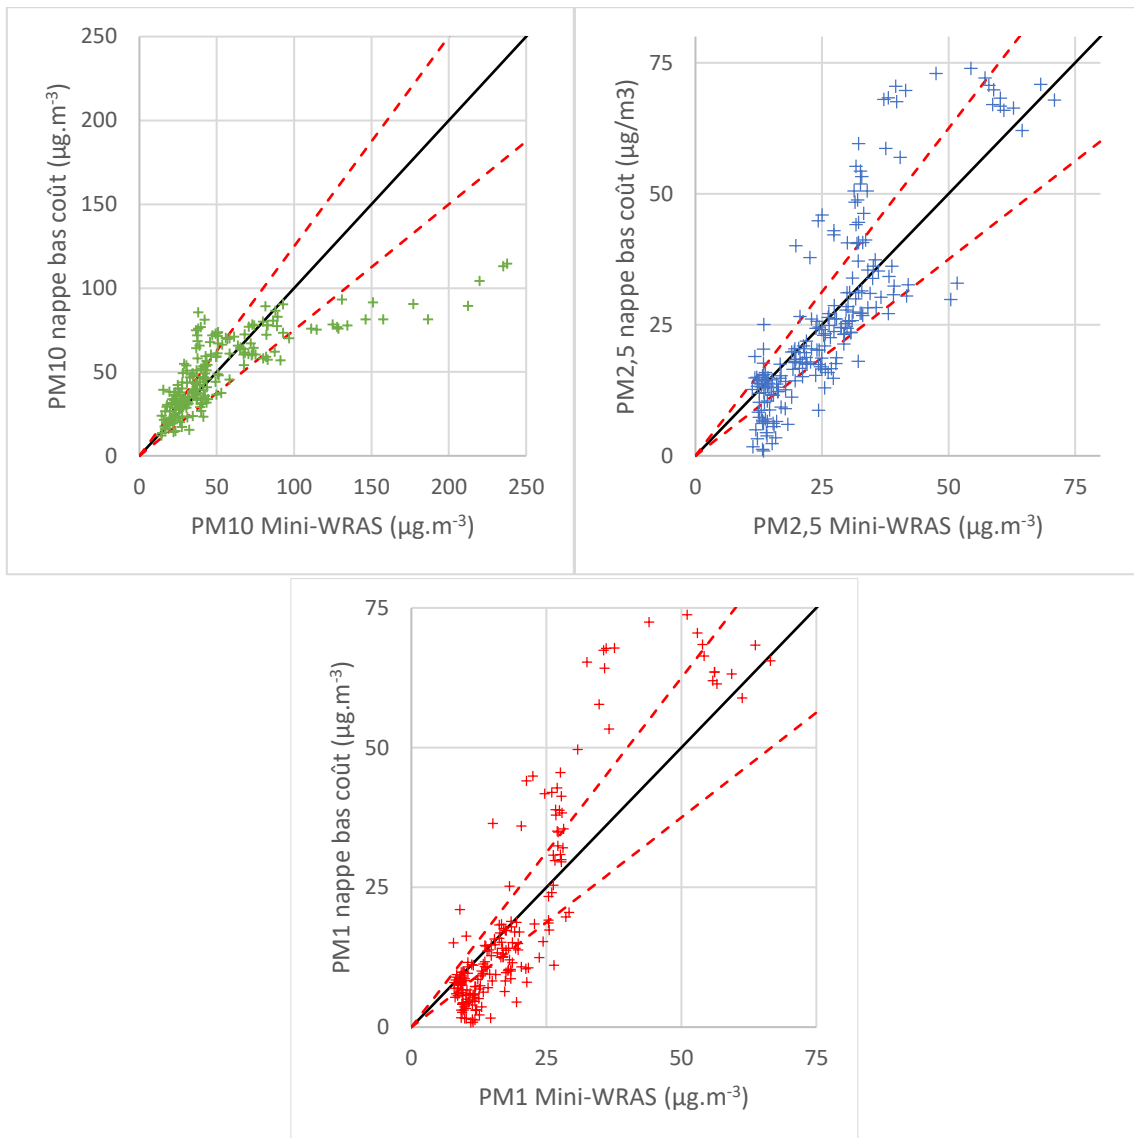 250
200
150
100
50
0
PM10 nappe bas coût (µg.m⁻³)
0 50 100 150 200 250
PM10 Mini-WRAS (µg.m⁻³)
75
50
25
0
PM2,5 nappe bas coût (µg/m3)
0 25 50 75
PM2,5 Mini-WRAS (µg.m⁻³)
75
50
25
0
PM1 nappe bas coût (µg.m⁻³)
0 25 50 75
PM1 Mini-WRAS (µg.m⁻³)